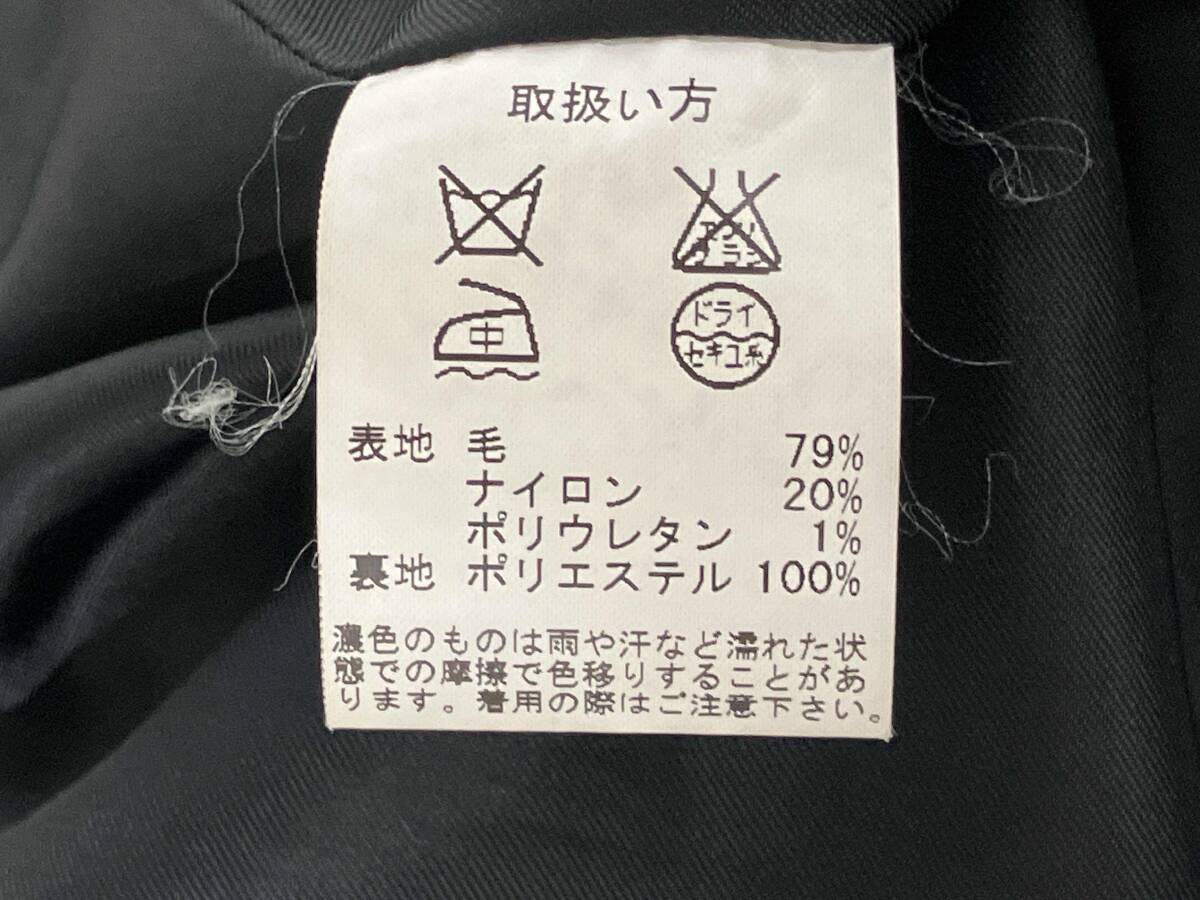 取扱い方
エンソ
サラシ
中
ドライ
セキユ系
表地 毛 79%
ナイロン 20%
ポリウレタン 1%
裏地 ポリエステル 100%
濃色のものは雨や汗など濡れた状
態での摩擦で色移りすることがあ
ります。着用の際はご注意下さい。